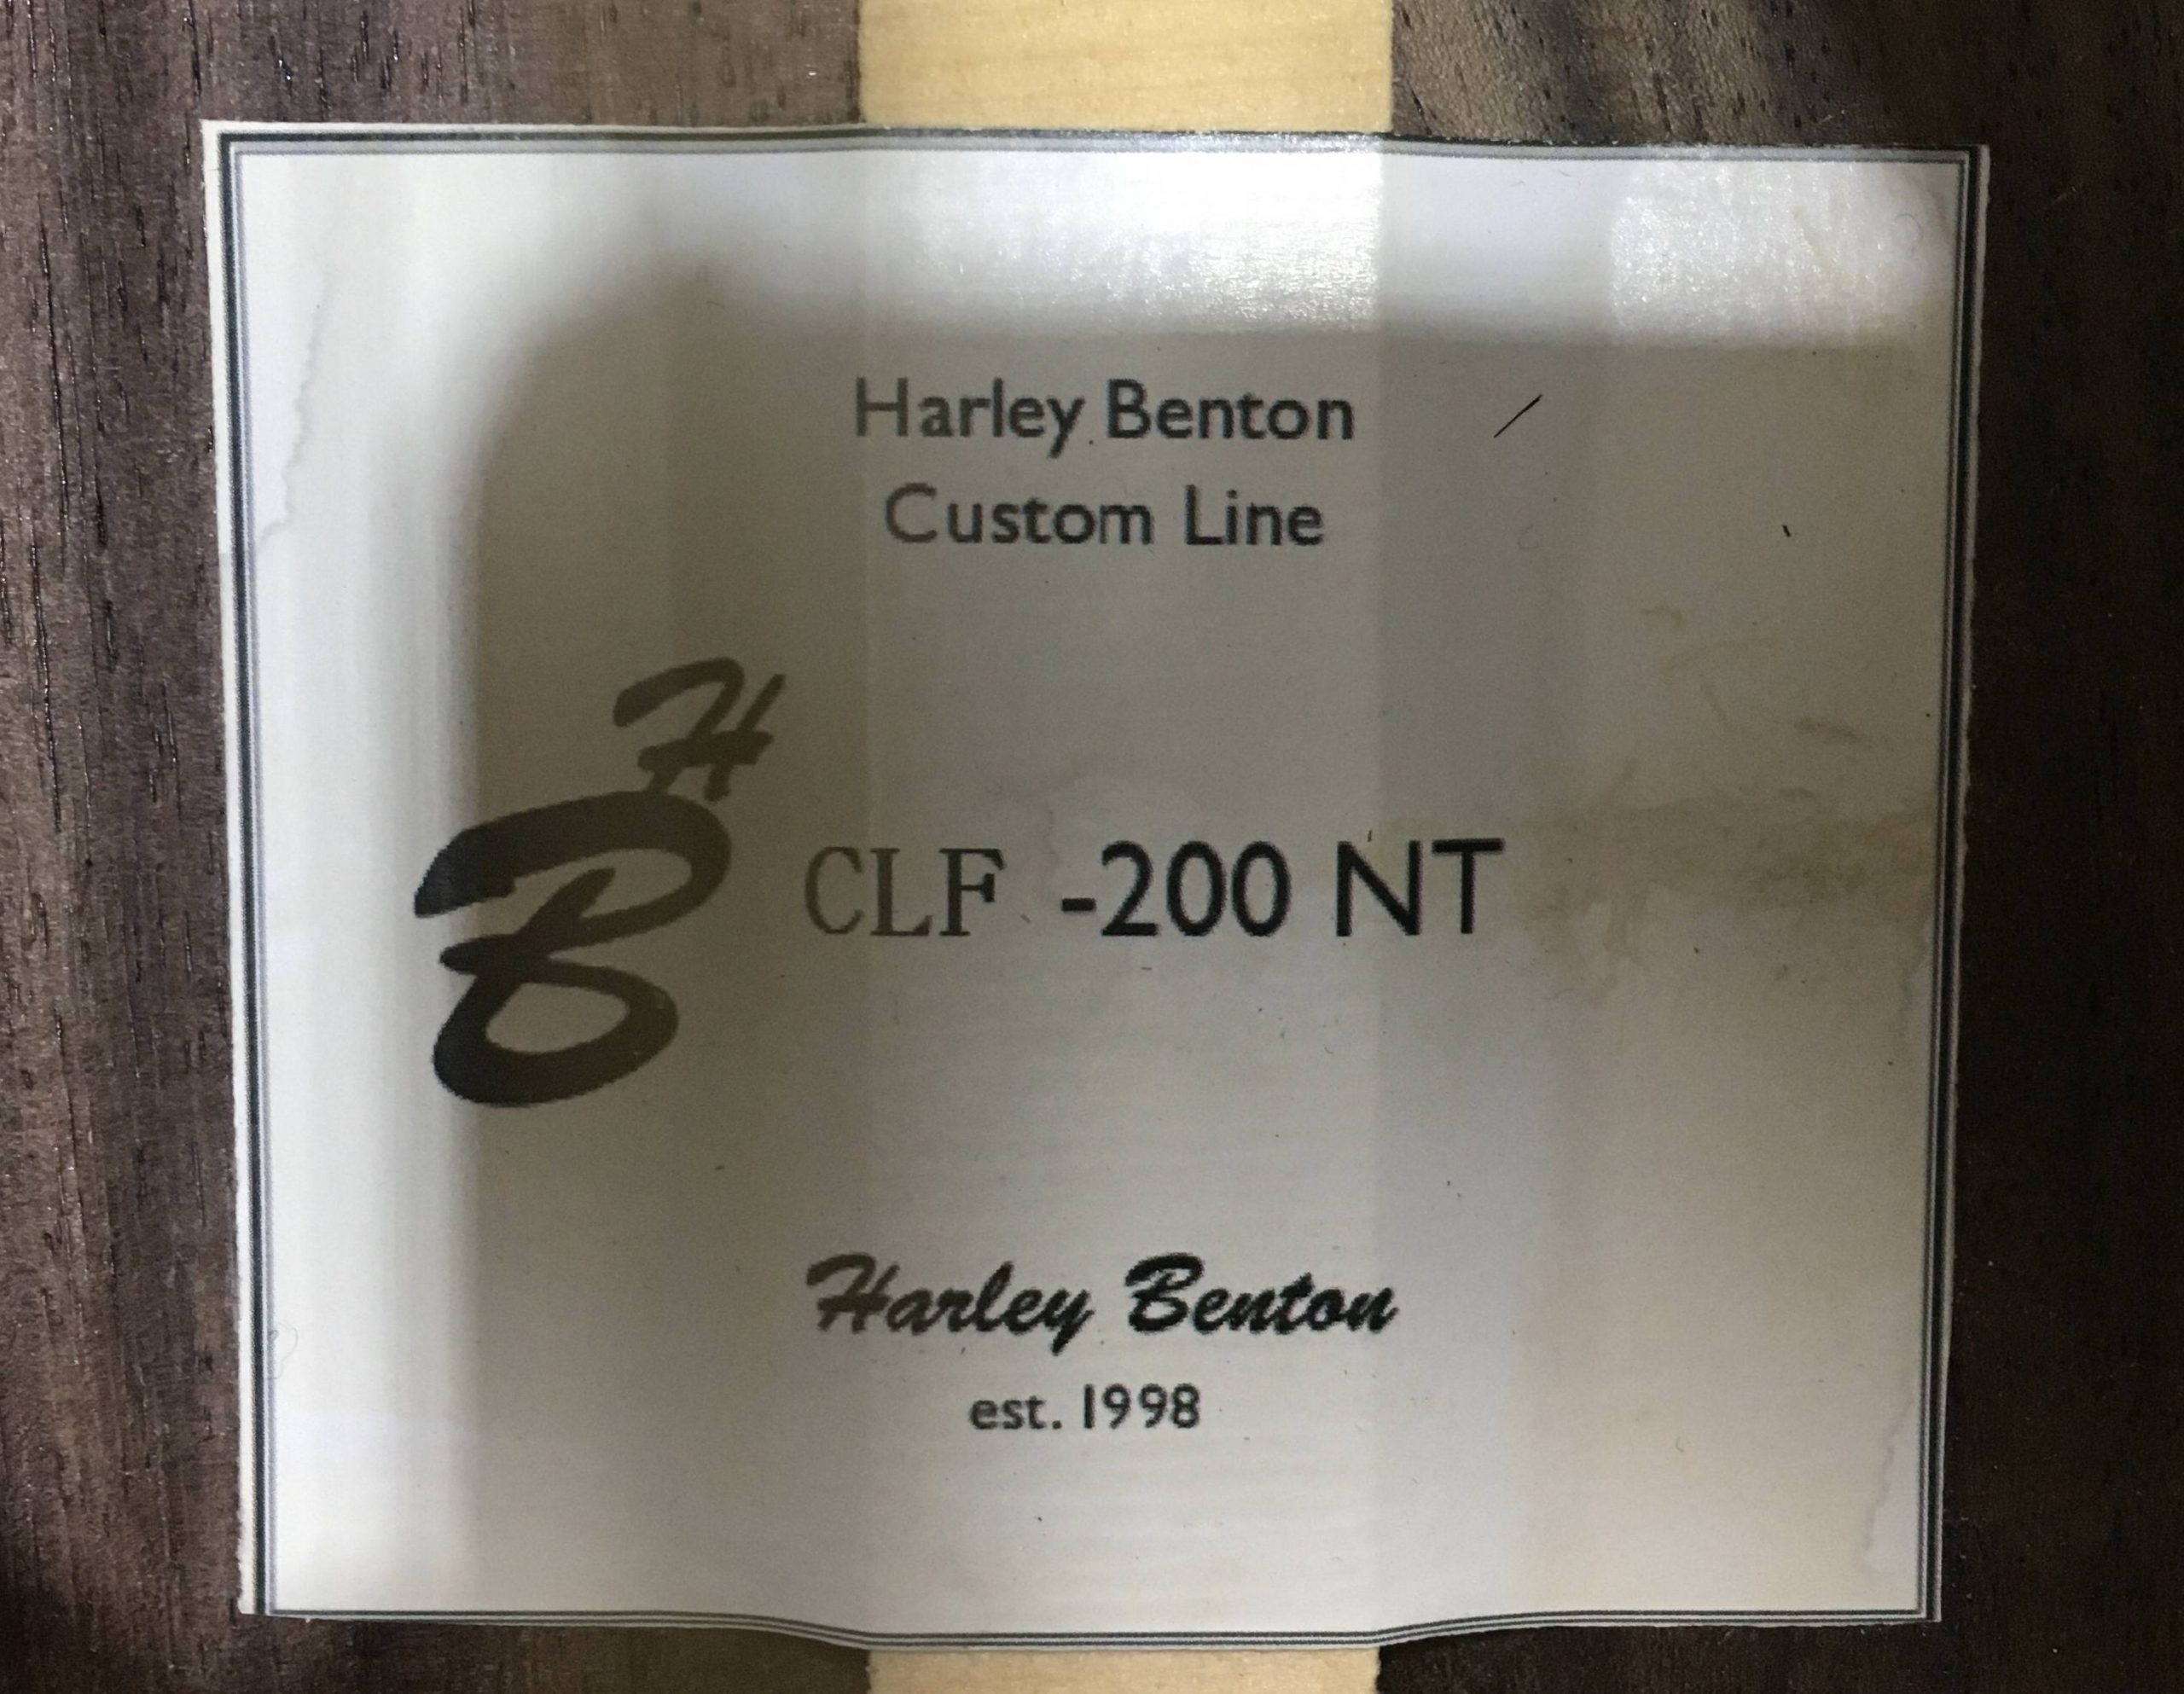 Harley Benton
Custom Line
HB
CLF -200 NT
Harley Benton
est. 1998